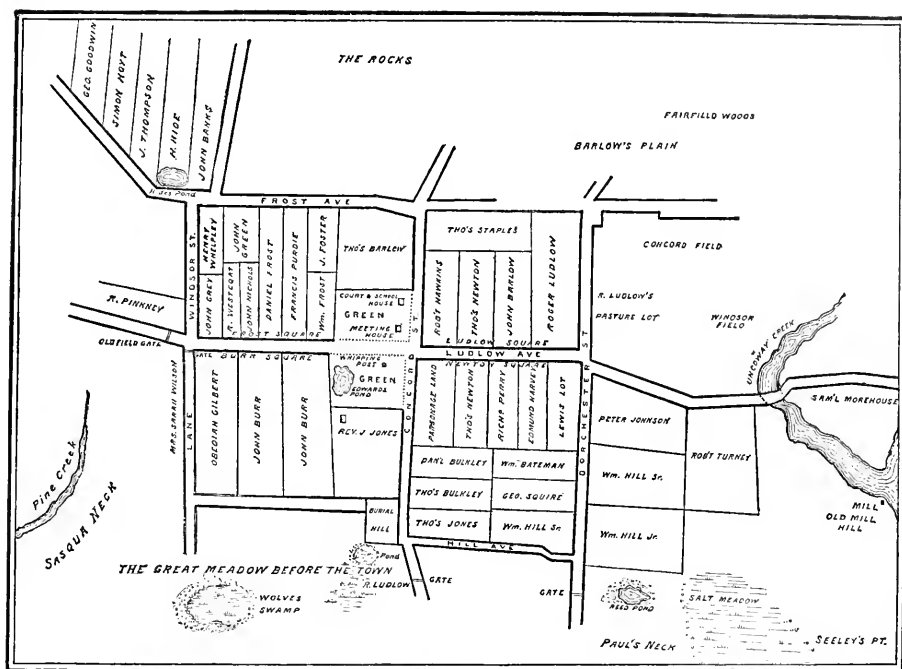 GEO. GOODWIN
SIMON HOYT
J. THOMPSON
H. HIDE
JOHN BANKS
THE ROCKS
FAIRFIELD WOODS
BARLOW'S PLAIN
FROST AVE
WINDSOR ST.
HENRY WHELPLEY
JOHN GREEN
JOHN GREY
R. VESTEGAT
JOHN NICHOLS
DANIEL FROST
FRANCIS PURDIE
J. FOSTER
WM. FROST
THO'S BARLOW
COURT & SCHOOL
HOUSE
GREEN
MEETING
HOUSE
FROST SQUARE
THO'S STAPLES
ROB'T HAWKINS
THO'S NEWTON
JOHN BARLOW
ROGER LUDLOW
LUDLOW SQUARE
CONCORD FIELD
R. LUDLOW'S
PASTURE LOT
WINDSOR
FIELD
UNCOWAY CREEK
R. PINKNEY
OLD FIELD GATE
GATE
BURR SQUARE
WHIPPING
POST
GREEN
EDWARDS
POND
CONCORD ST
LUDLOW AVE
NEWTON SQUARE
DORCHESTER ST
SAM'L MOREHOUSE
MRS. SARAH WILSON
LANE
OBEDIAH GILBERT
JOHN BURR
JOHN BURR
REV. J. JONES
PARSONAGE LAND
THO'S NEWTON
RICH'D PERRY
EDMUND HARVEY
LEWIS LOT
PETER JOHNSON
ROB'T TURNEY
DAN'L BULKLEY
WM. BATEMAN
WM. HILL SR.
THO'S BULKLEY
GEO. SQUIRE
THO'S JONES
WM. HILL SR.
WM. HILL JR.
HILL AVE
MILL
OLD MILL
HILL
PINE CREEK
SASQUA NECK
BURIAL
HILL
POND
THE GREAT MEADOW BEFORE THE TOWN
R. LUDLOW
GATE
GATE
WOLVES
SWAMP
REED POND
SALT MEADOW
PAUL'S NECK
SEELEY'S PT.